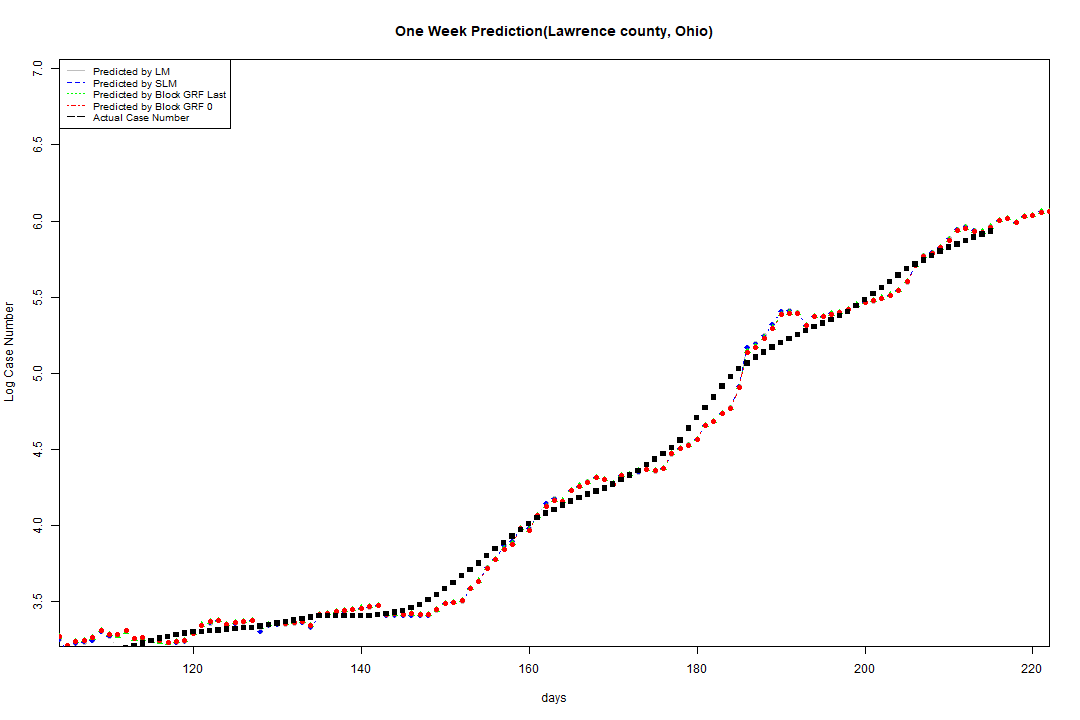 One Week Prediction(Lawrence county, Ohio)
Predicted by LM
Predicted by SLM
Predicted by Block GRF Last
Predicted by Block GRF 0
Actual Case Number
7.0
6.5
6.0
5.5
5.0
4.5
4.0
3.5
Log Case Number
120 140 160 180 200 220
days